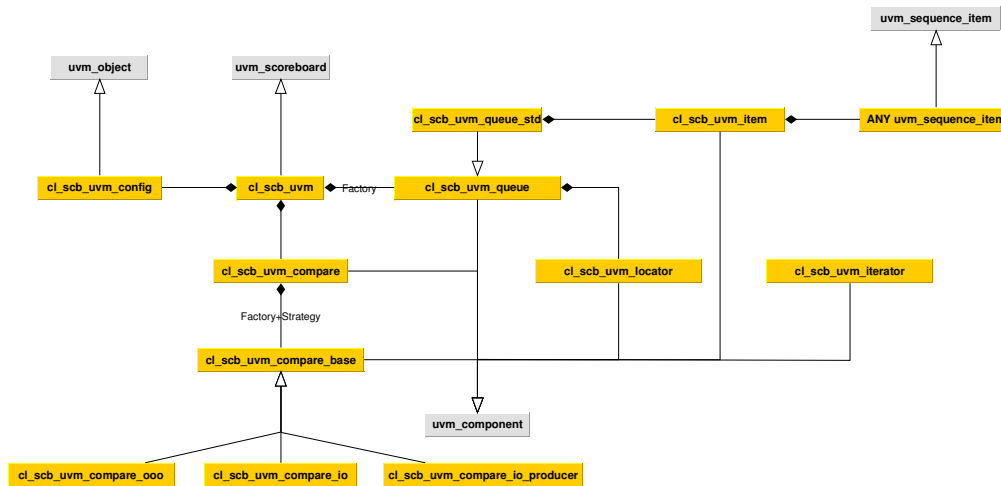 uvm_sequence_item
uvm_object
uvm_scoreboard
cl_scb_uvm_queue_std
cl_scb_uvm_item
ANY uvm_sequence_item
cl_scb_uvm_config
cl_scb_uvm
Factory
cl_scb_uvm_queue
cl_scb_uvm_compare
cl_scb_uvm_locator
cl_scb_uvm_iterator
Factory+Strategy
cl_scb_uvm_compare_base
uvm_component
cl_scb_uvm_compare_ooo
cl_scb_uvm_compare_io
cl_scb_uvm_compare_io_producer